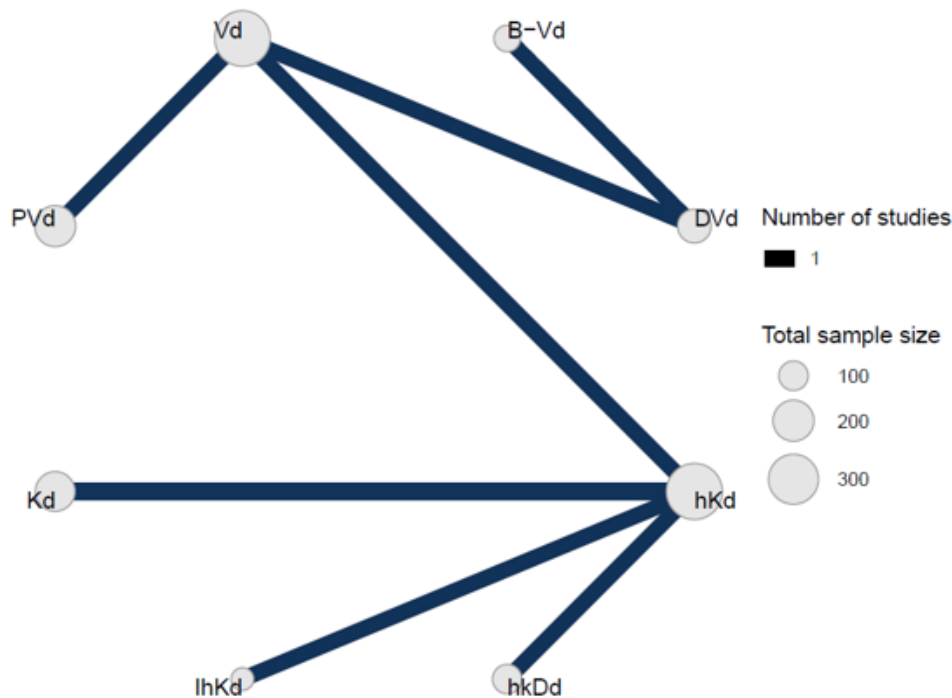 Vd
B−Vd
PVd
DVd
Number of studies
1
Total sample size
100
200
300
Kd
hKd
IhKd
hkDd